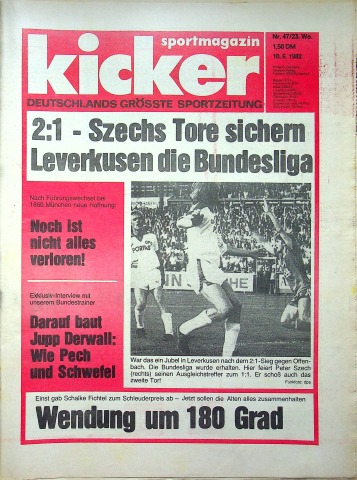 sportmagazin
kicker
Nr. 47/23. Wo.
1,50 DM
10. 6. 1982
DEUTSCHLANDS GRÖSSTE SPORTZEITUNG
2:1 - Szechs Tore sichern
Leverkusen die Bundesliga
Nach Führungswechsel bei
1860 München neue Hoffnung:
Noch ist
nicht alles
verloren!
Exklusiv-Interview mit
unserem Bundestrainer
Darauf baut
Jupp Derwall:
Wie Pech
und Schwefel
War das ein Jubel in Leverkusen nach dem 2:1-Sieg gegen Offen-
bach. Die Bundesliga wurde erhalten. Hier feiert Peter Szech
(rechts) seinen Ausgleichstreffer zum 1:1. Er schoß auch das
zweite Tor!
Funkfoto: dpa
Einst gab Schalke Fichtel zum Schleuderpreis ab – Jetzt sollen die Alten alles zusammenhalten
Wendung um 180 Grad